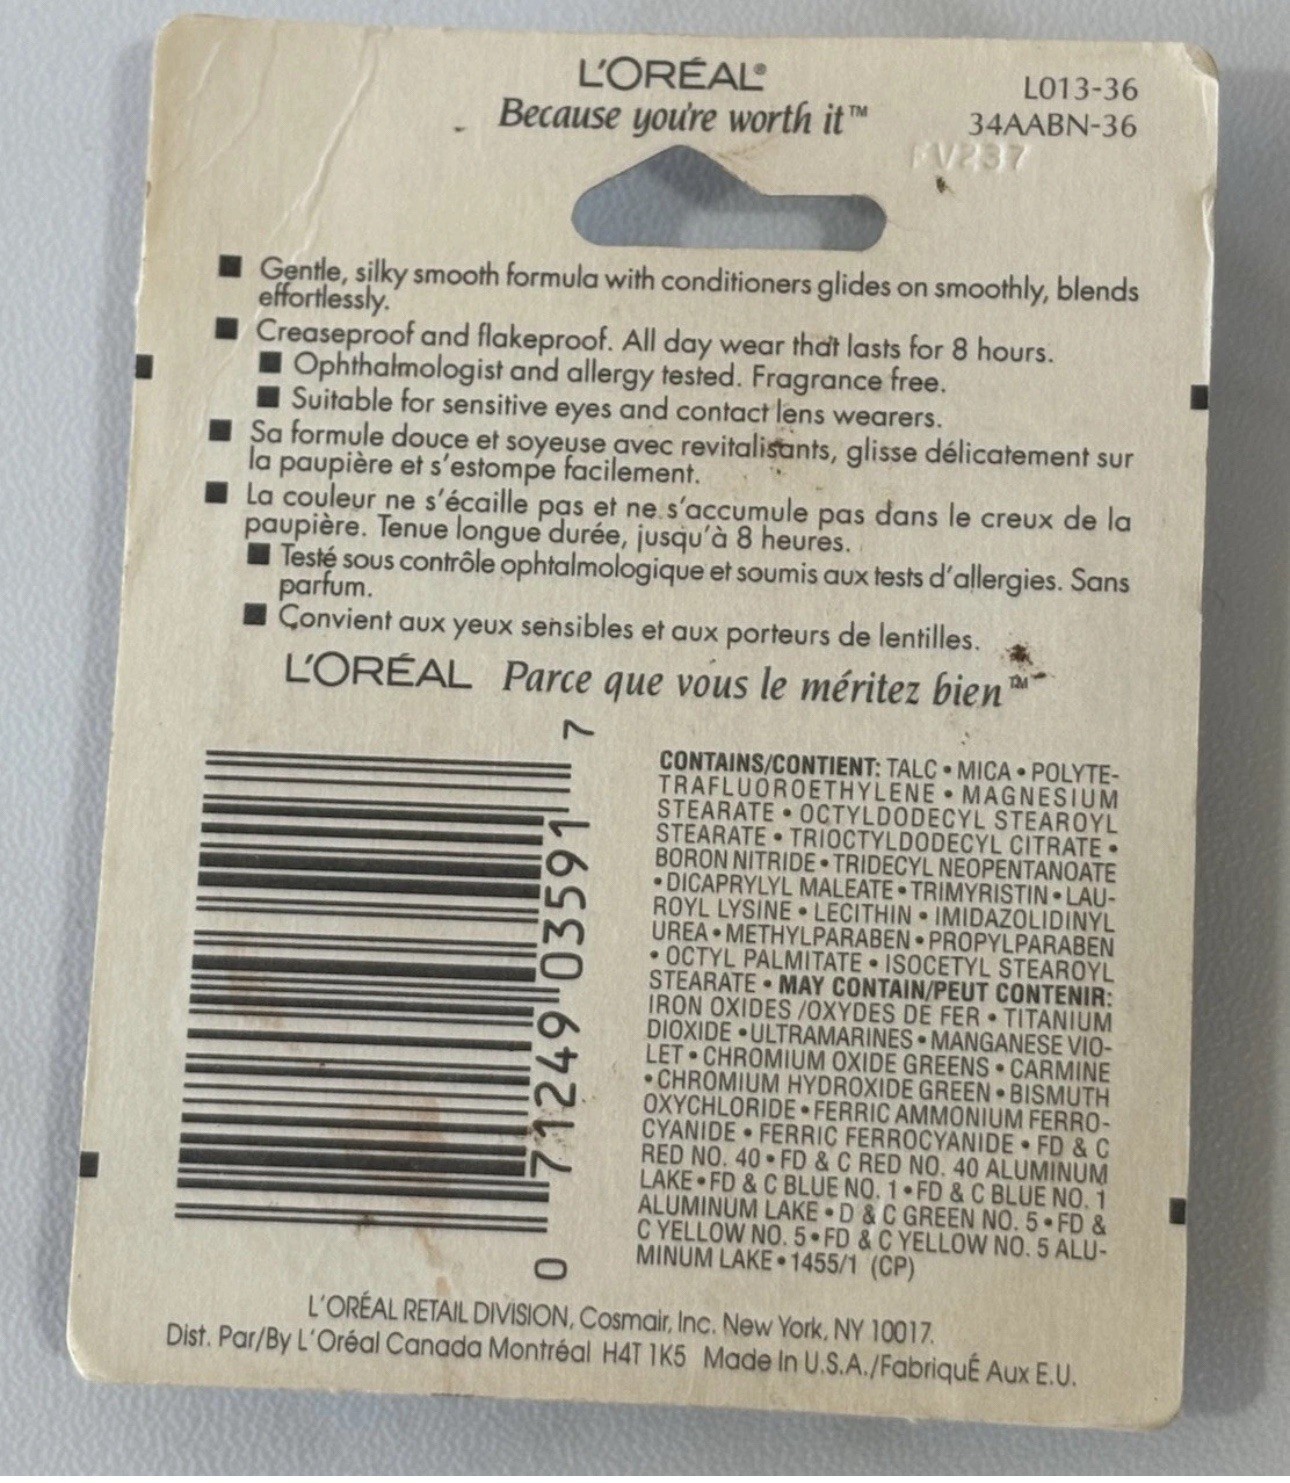 L'ORÉAL®
Because you're worth it™
L013-36
34AABN-36
FV237
■ Gentle, silky smooth formula with conditioners glides on smoothly, blends
effortlessly.
■ Creaseproof and flakeproof. All day wear that lasts for 8 hours.
■ Ophthalmologist and allergy tested. Fragrance free.
■ Suitable for sensitive eyes and contact lens wearers.
■ Sa formule douce et soyeuse avec revitalisants, glisse délicatement sur
la paupière et s'estompe facilement.
■ La couleur ne s'écaille pas et ne s'accumule pas dans le creux de la
paupière. Tenue longue durée, jusqu'à 8 heures.
■ Testé sous contrôle ophtalmologique et soumis aux tests d'allergies. Sans
parfum.
■ Convient aux yeux sensibles et aux porteurs de lentilles.
L'ORÉAL Parce que vous le méritez bien™
0 71249 03591 7
CONTAINS/CONTIENT: TALC • MICA • POLYTE-
TRAFLUOROETHYLENE • MAGNESIUM
STEARATE • OCTYLDODECYL STEAROYL
STEARATE • TRIOCTYLDODECYL CITRATE •
BORON NITRIDE • TRIDECYL NEOPENTANOATE
• DICAPRYLYL MALEATE • TRIMYRISTIN • LAU-
ROYL LYSINE • LECITHIN • IMIDAZOLIDINYL
UREA • METHYLPARABEN • PROPYLPARABEN
• OCTYL PALMITATE • ISOCETYL STEAROYL
STEARATE • MAY CONTAIN/PEUT CONTENIR:
IRON OXIDES /OXYDES DE FER • TITANIUM
DIOXIDE • ULTRAMARINES • MANGANESE VIO-
LET • CHROMIUM OXIDE GREENS • CARMINE
• CHROMIUM HYDROXIDE GREEN • BISMUTH
OXYCHLORIDE • FERRIC AMMONIUM FERRO-
CYANIDE • FERRIC FERROCYANIDE • FD & C
RED NO. 40 • FD & C RED NO. 40 ALUMINUM
LAKE • FD & C BLUE NO. 1 • FD & C BLUE NO. 1
ALUMINUM LAKE • D & C GREEN NO. 5 • FD &
C YELLOW NO. 5 • FD & C YELLOW NO. 5 ALU-
MINUM LAKE • 1455/1 (CP)
L'ORÉAL RETAIL DIVISION, Cosmair, Inc. New York, NY 10017.
Dist. Par/By L'Oréal Canada Montréal H4T 1K5 Made In U.S.A./FabriquÉ Aux E.U.